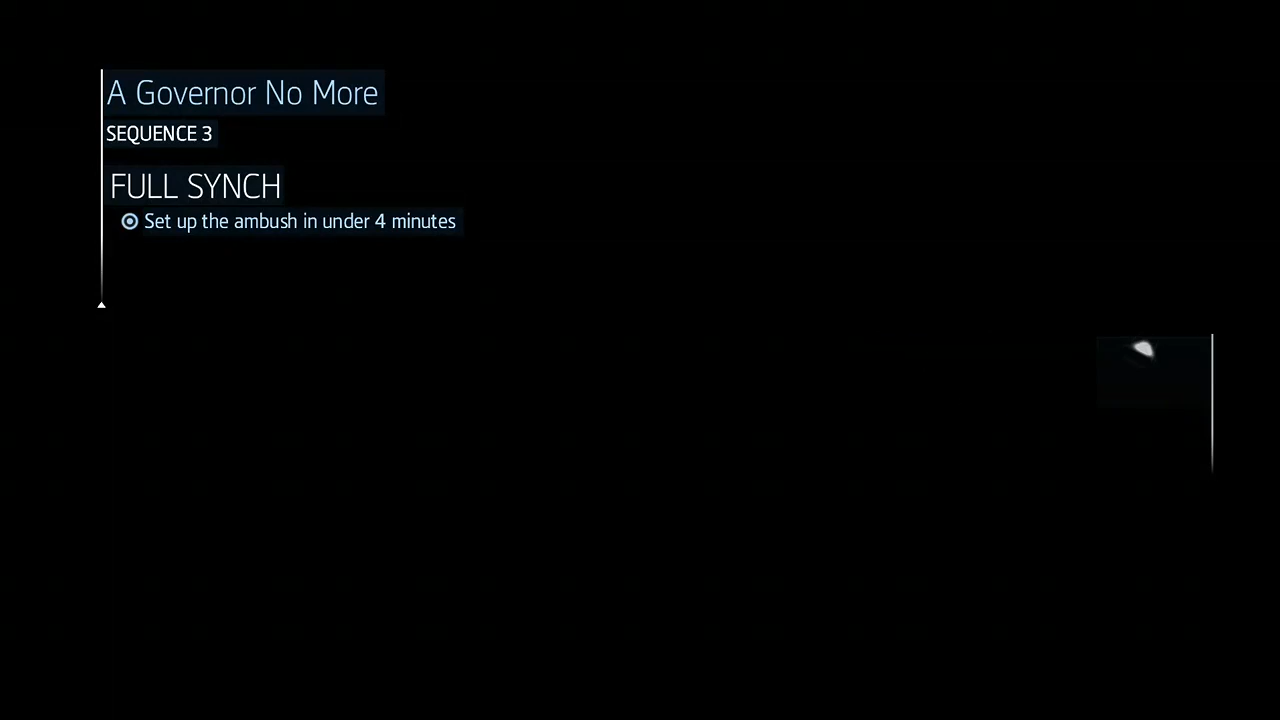 A Governor No More
SEQUENCE 3
FULL SYNCH
Set up the ambush in under 4 minutes